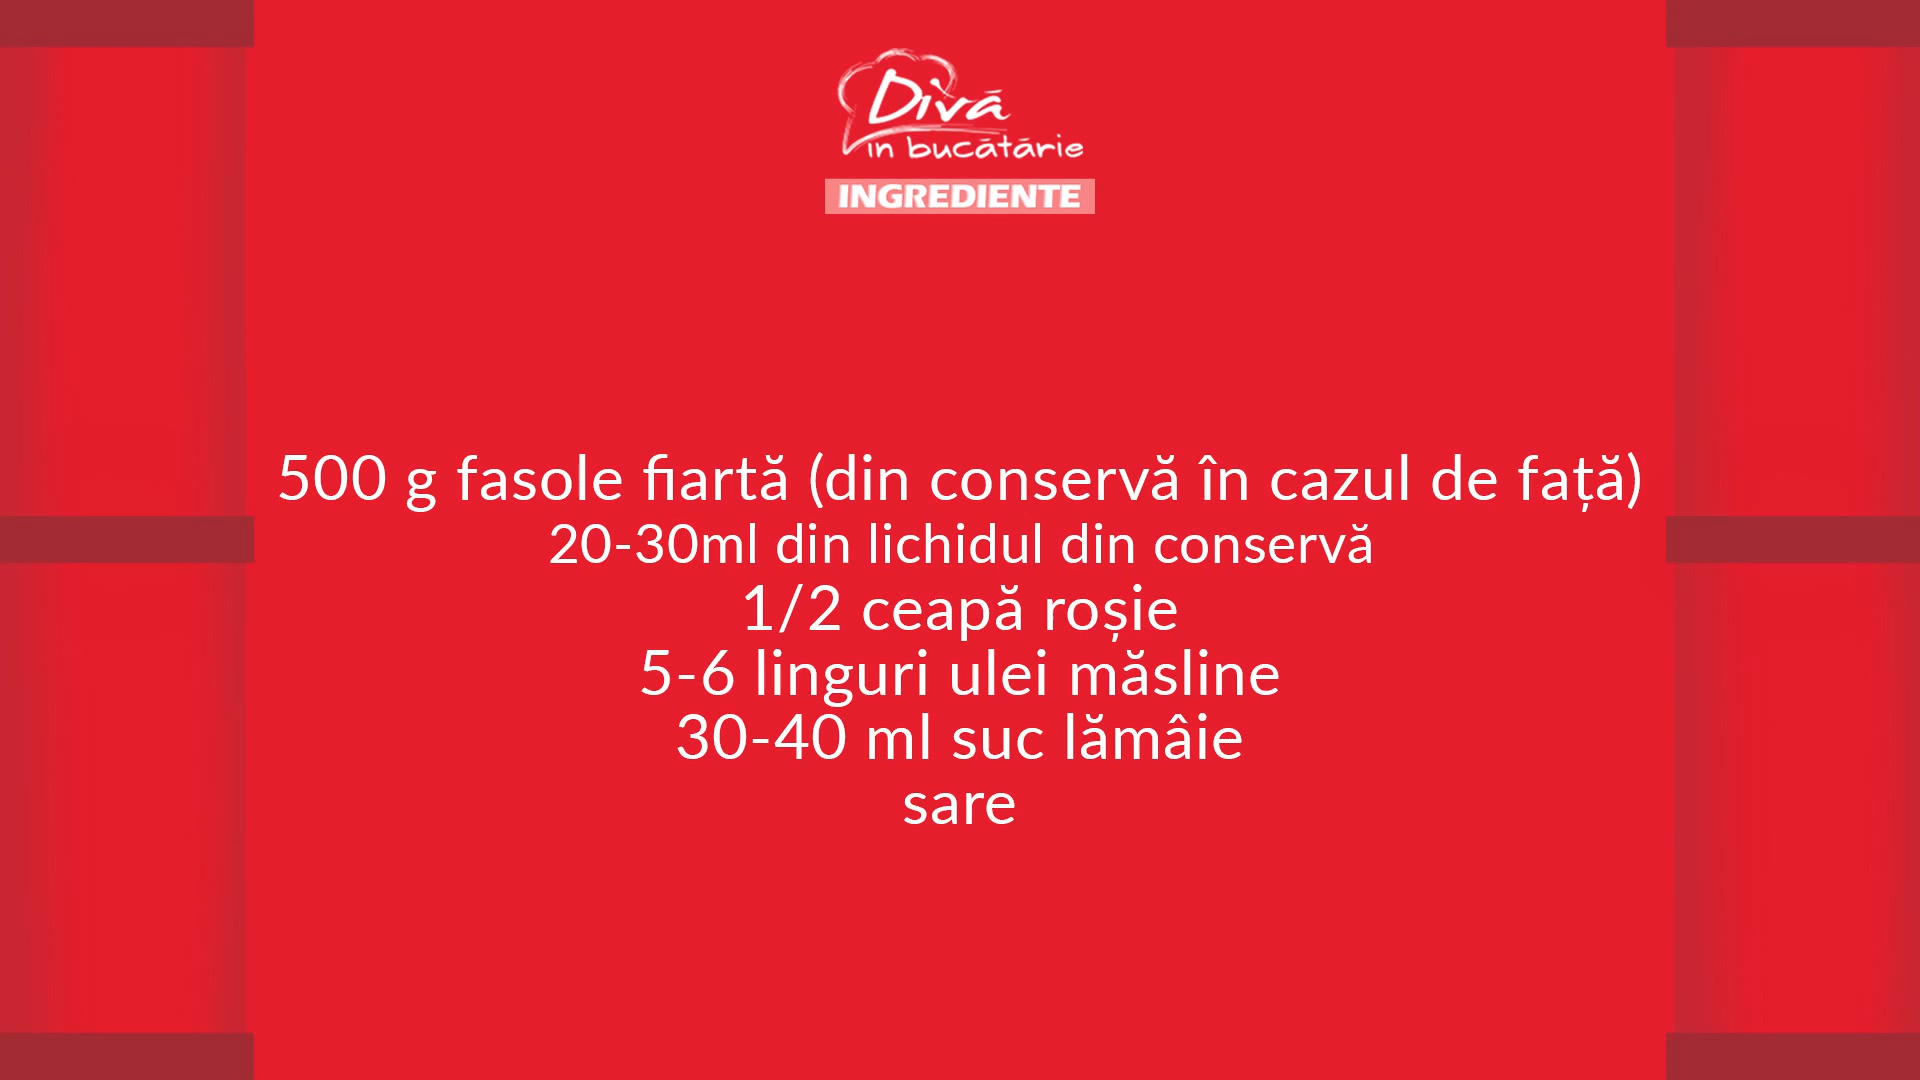 Divă
in bucătărie
INGREDIENTE
500 g fasole fiartă (din conservă în cazul de față)
20-30ml din lichidul din conservă
1/2 ceapă roșie
5-6 linguri ulei măsline
30-40 ml suc lămâie
sare